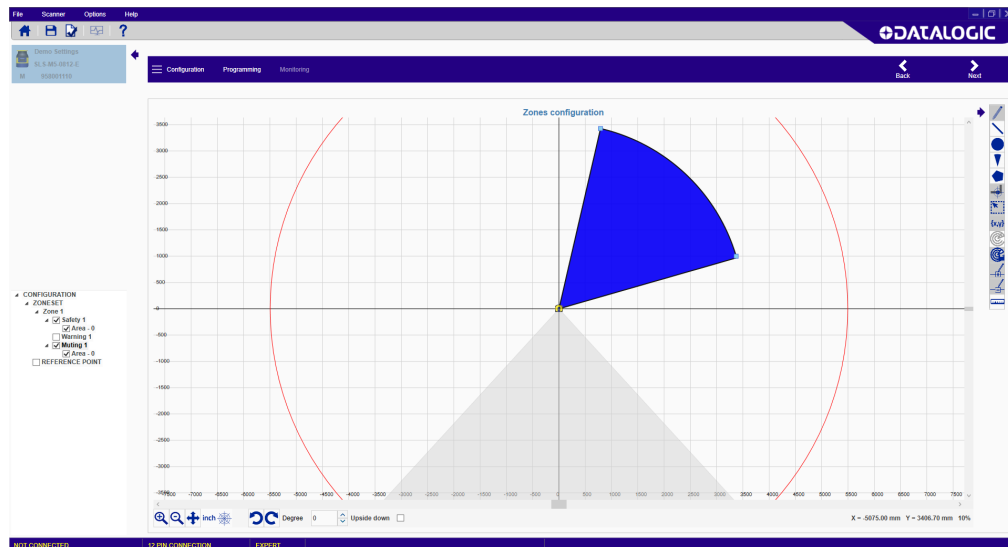 File Scanner Options Help
DATALOGIC
Demo Settings
SLS-M5-0812-E
M 953001110
Configuration Programming Monitoring Back Next
Zones configuration
3500
3000
2500
2000
1500
1000
500
0
-500
-1000
-1500
-2000
-2500
-3000
-3500
-7000 -6500 -6000 -5500 -5000 -4500 -4000 -3500 -3000 -2500 -2000 -1500 -1000 -500 0 500 1000 1500 2000 2500 3000 3500 4000 4500 5000 5500 6000 6500 7000 7500
{x,y}
CONFIGURATION
ZONESET
Zone 1
Safety 1
Area - 0
Warning 1
Muting 1
Area - 0
REFERENCE POINT
inch Degree 0 Upside down X = -5075.00 mm Y = 3406.70 mm 10%
NOT CONNECTED 12 PIN CONNECTION EXPERT